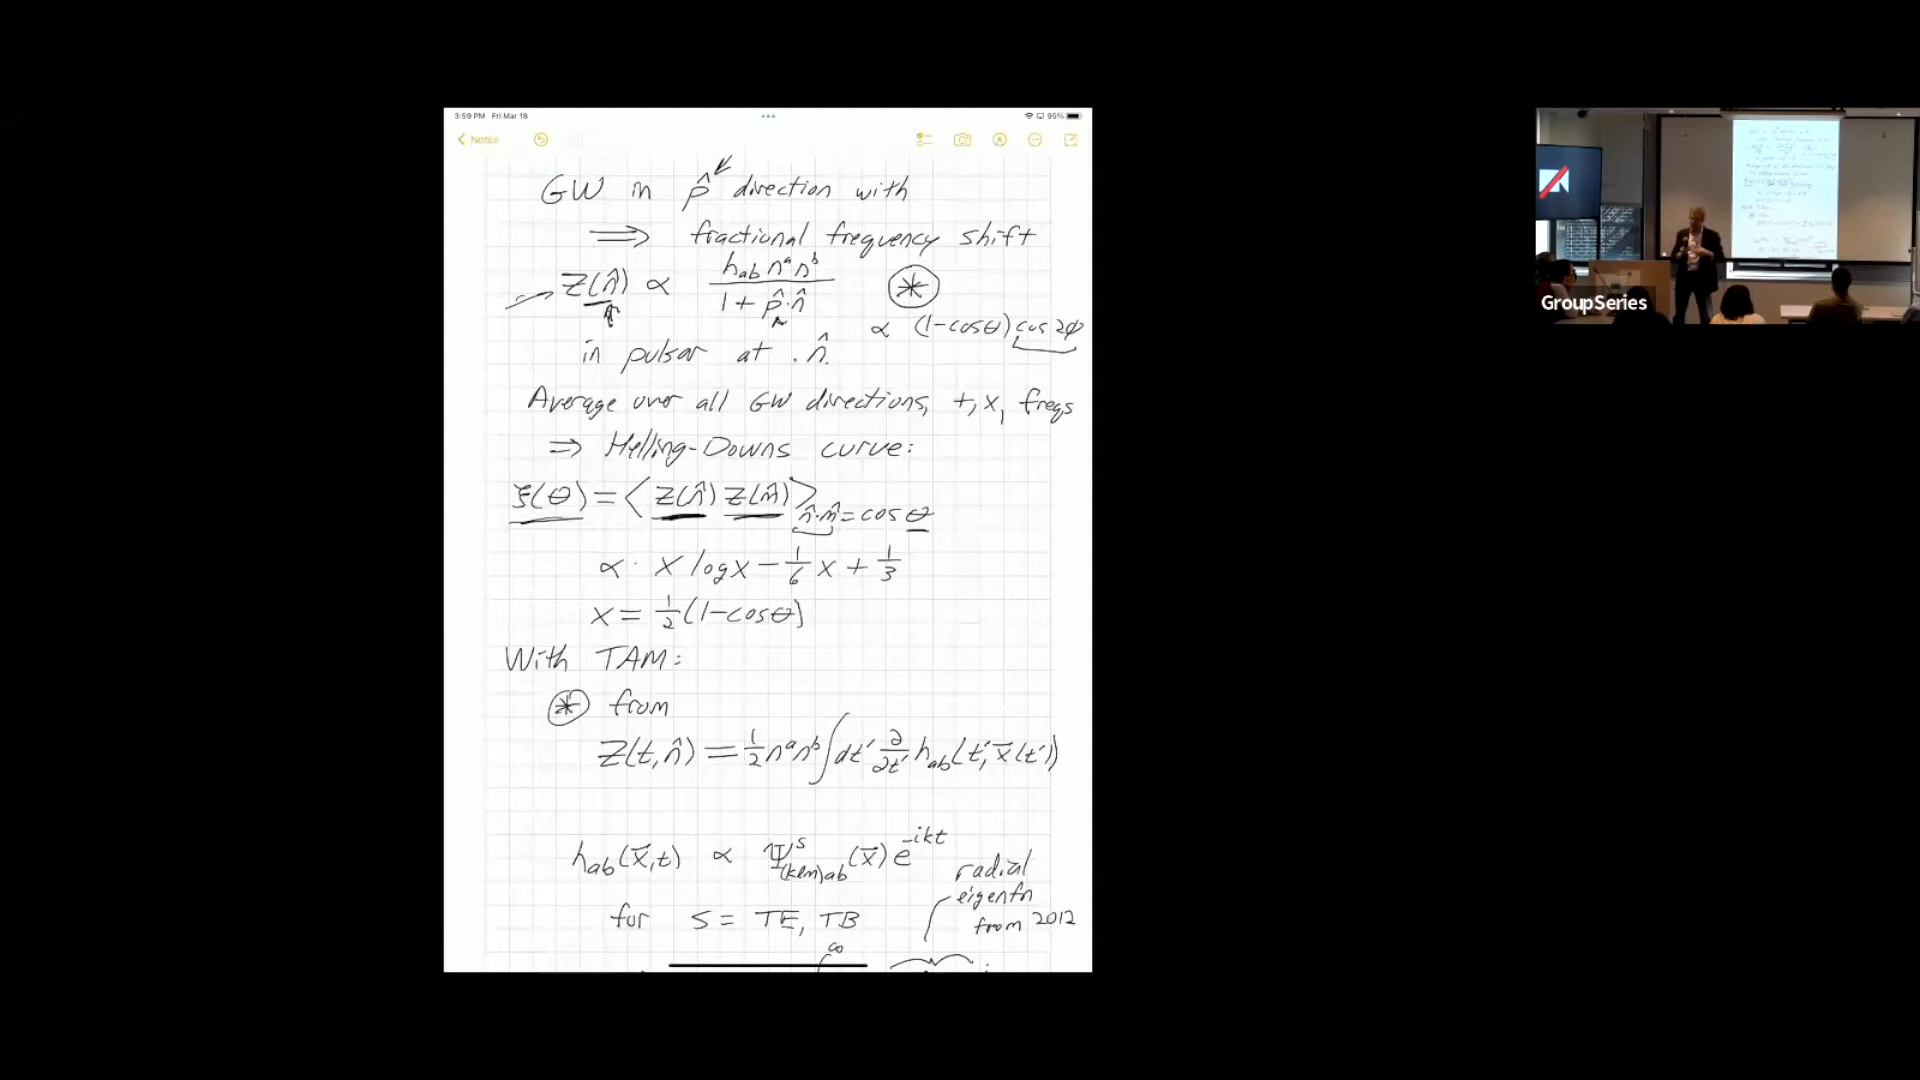 3:59 PM Fri Mar 18
95%
Notes
GW in p̂ direction with
⟹ fractional frequency shift
Z(n̂) ∝ h_ab n^a n^b / (1 + p̂·n̂) ⊛
∝ (1-cosθ) cos 2φ
in pulsar at n̂.
Average over all GW directions, +, x, freqs
⟹ Helling-Downs curve:
ξ(θ) = ⟨Z(n̂) Z(m̂)⟩ n̂·m̂ = cos θ
∝ x log x − 1/6 x + 1/3
x = 1/2 (1-cosθ)
With TAM:
⊛ from
Z(t, n̂) = 1/2 n^a n^b ∫ dt' ∂/∂t' h_ab(t', x̄(t'))
h_ab(x̄,t) ∝ Ψ^S_(klm)ab (x̄) e^-ikt
radial
eigenfn
from 2012
for S = TE, TB
∞
GroupSeries